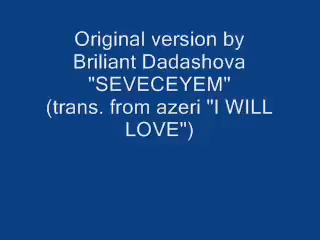 Original version by
Briliant Dadashova
"SEVECEYEM"
(trans. from azeri "I WILL
LOVE")